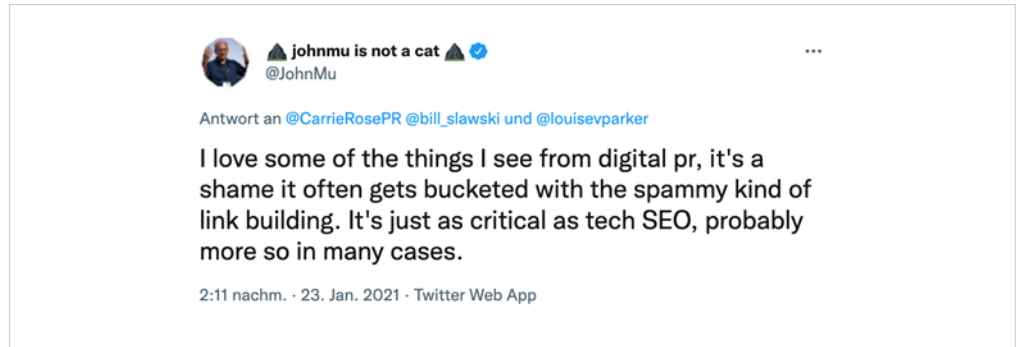 johnmu is not a cat
@JohnMu
Antwort an @CarrieRosePR @bill_slawski und @louisevparker
I love some of the things I see from digital pr, it's a
shame it often gets bucketed with the spammy kind of
link building. It's just as critical as tech SEO, probably
more so in many cases.
2:11 nachm. · 23. Jan. 2021 · Twitter Web App